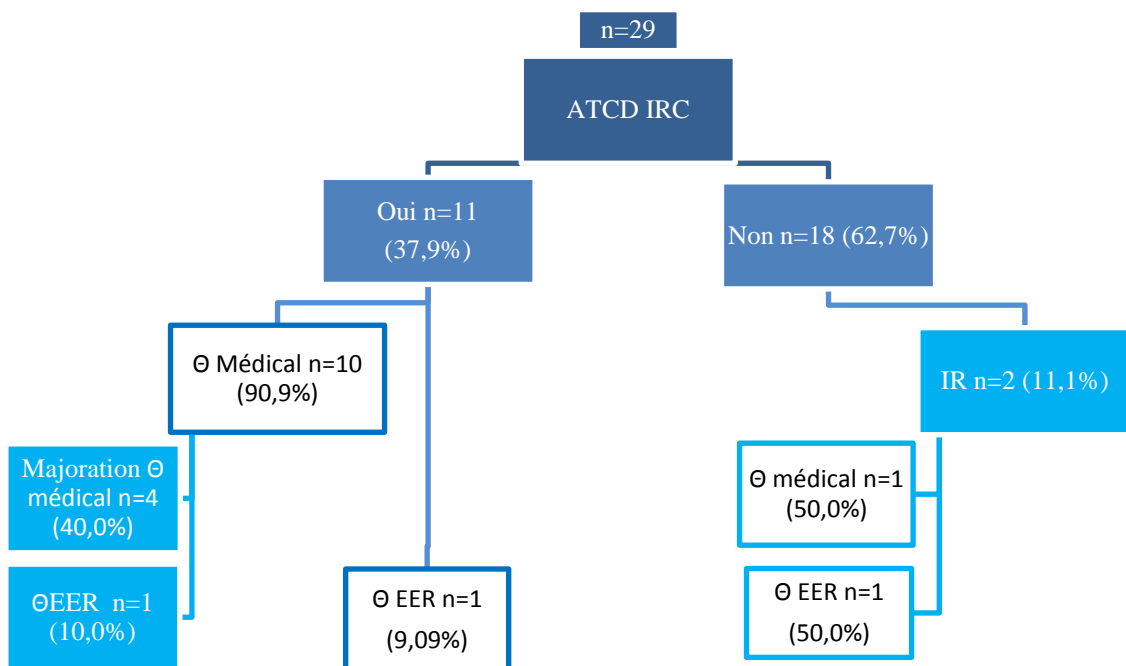 n=29
ATCD IRC
Oui n=11
(37,9%)
Non n=18 (62,7%)
Θ Médical n=10
(90,9%)
IR n=2 (11,1%)
Majoration Θ
médical n=4
(40,0%)
Θ médical n=1
(50,0%)
ΘEER n=1
(10,0%)
Θ EER n=1
(9,09%)
Θ EER n=1
(50,0%)